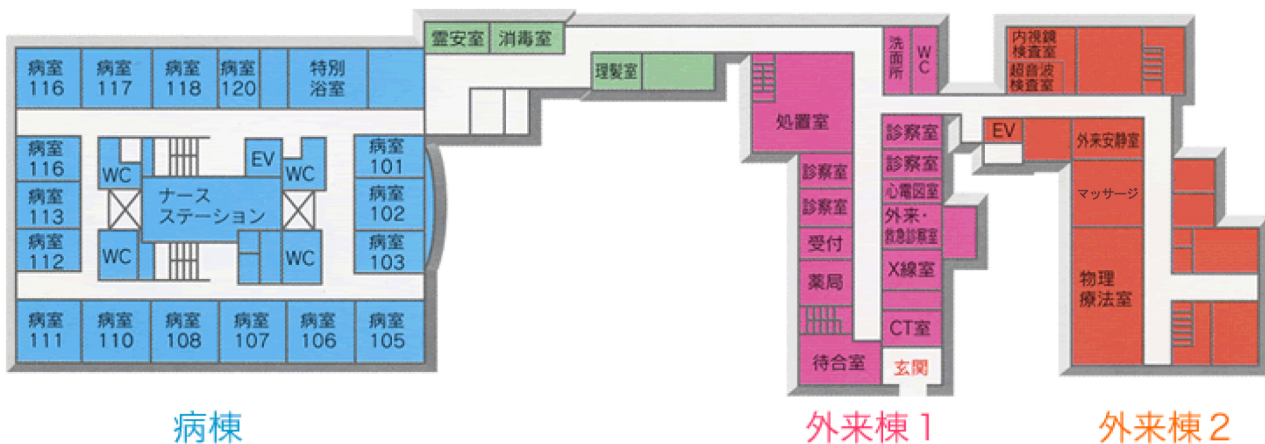 霊安室
消毒室
理髪室
病室
116
病室
117
病室
118
病室
120
特別
浴室
病室
116
病室
113
病室
112
WC
WC
EV
ナース
ステーション
WC
WC
病室
101
病室
102
病室
103
病室
111
病室
110
病室
108
病室
107
病室
106
病室
105
病棟
洗面所
WC
処置室
診察室
診察室
受付
薬局
待合室
診察室
診察室
心電図室
外来・
救急診察室
X線室
CT室
玄関
外来棟1
内視鏡
検査室
超音波
検査室
EV
外来安静室
マッサージ
物理
療法室
外来棟2